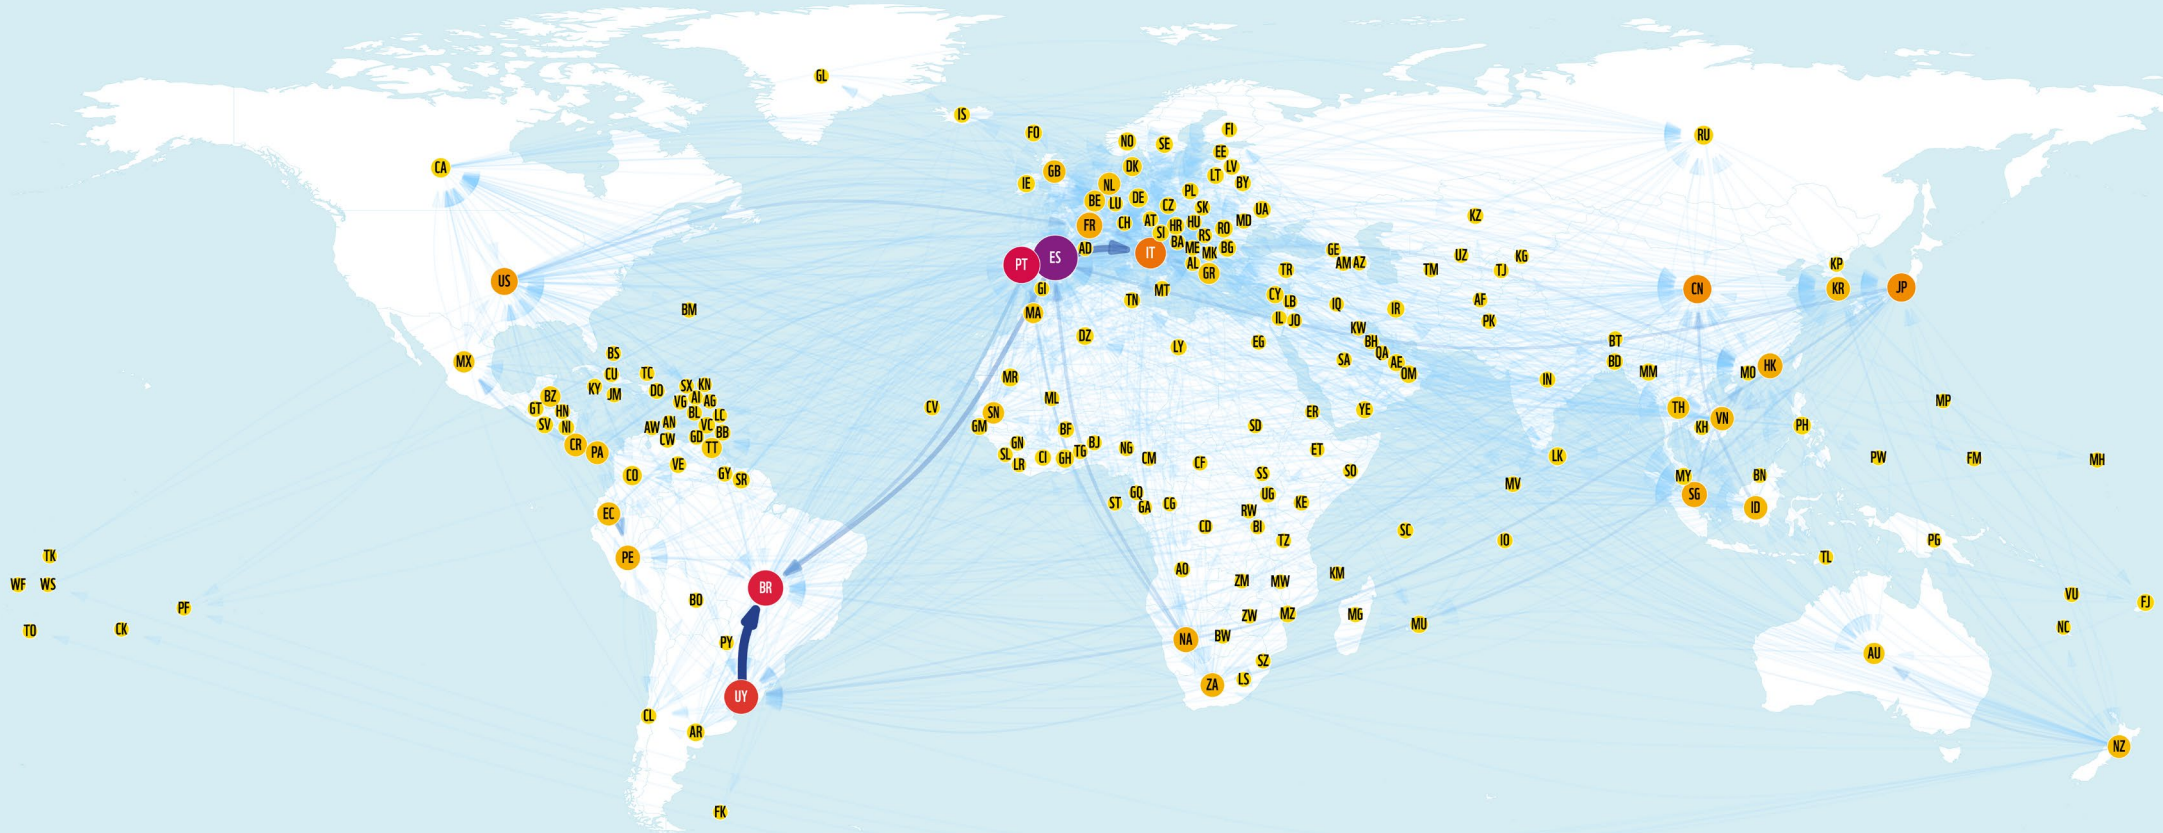 GL
IS
FO
NO
SE
FI
RU
CA
IE
GB
DK
EE
LV
LT
BY
NL
BE
LU
DE
PL
CZ
SK
UA
FR
CH
AT
SI
HR
HU
RS
RO
MD
BA
ME
MK
BG
AL
GR
AD
PT
ES
IT
GI
MA
MT
TN
DZ
LY
EG
TR
CY
LB
IL
JO
GE
AM
AZ
IQ
IR
KW
BH
QA
AE
OM
SA
YE
KZ
UZ
KG
TM
TJ
AF
PK
IN
BT
BD
MM
LK
MV
IO
SC
US
BM
MX
BS
CU
TC
KY
JM
DO
SX
KN
VG
AI
AG
BL
LC
AN
AW
CW
GD
VC
BB
TT
BZ
GT
HN
SV
NI
CR
PA
CO
VE
GY
SR
EC
PE
BR
BO
PY
UY
CL
AR
FK
CV
MR
SN
GM
ML
GN
SL
LR
CI
BF
GH
TG
BJ
NG
CM
CF
SD
ER
ET
SO
SS
UG
KE
RW
BI
TZ
CD
ST
GQ
GA
CG
AO
ZM
MW
KM
ZW
MZ
MG
MU
NA
BW
SZ
ZA
LS
CN
KP
KR
JP
HK
MO
TH
KH
VN
PH
MY
SG
BN
ID
TL
PG
MP
PW
FM
MH
AU
VU
FJ
NC
NZ
TK
WF
WS
TO
CK
PF